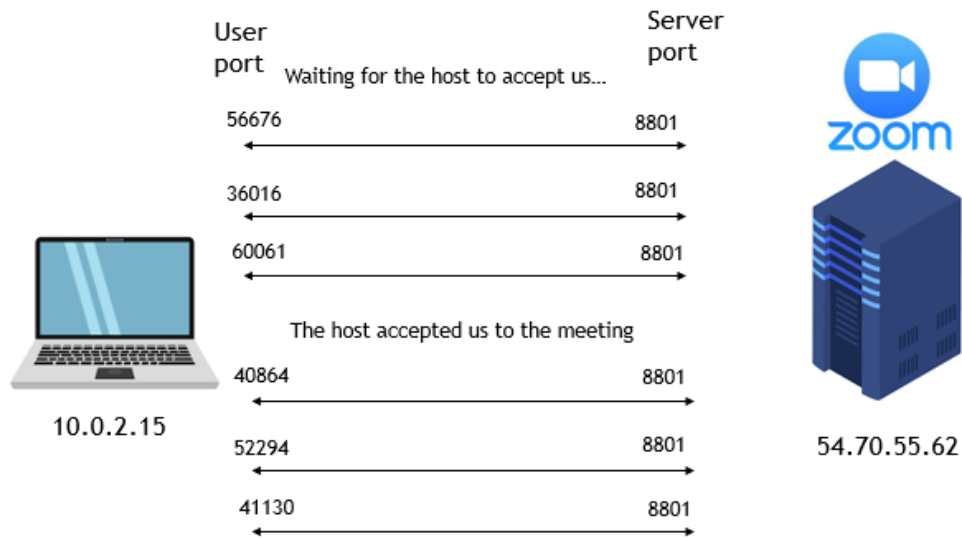 User
port
Server
port
Waiting for the host to accept us...
56676 8801
36016 8801
60061 8801
The host accepted us to the meeting
40864 8801
52294 8801
41130 8801
10.0.2.15
zoom
54.70.55.62